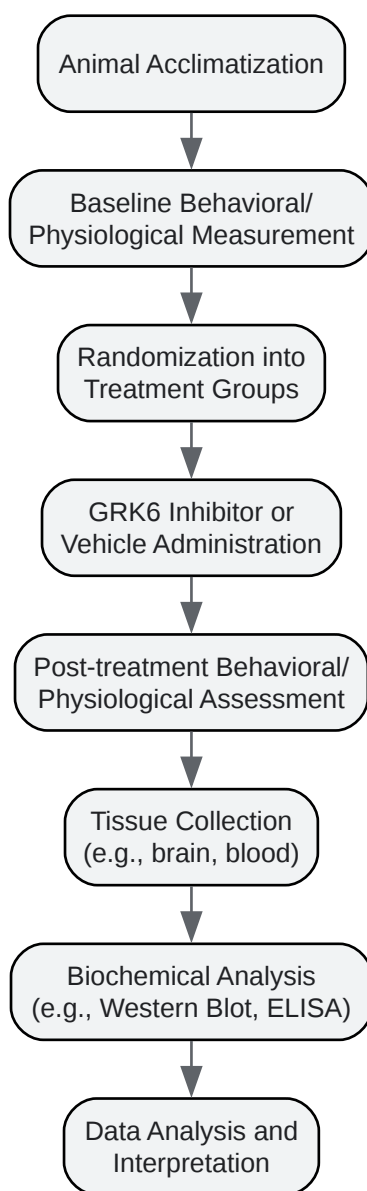 Animal Acclimatization
Baseline Behavioral/
Physiological Measurement
Randomization into
Treatment Groups
GRK6 Inhibitor or
Vehicle Administration
Post-treatment Behavioral/
Physiological Assessment
Tissue Collection
(e.g., brain, blood)
Biochemical Analysis
(e.g., Western Blot, ELISA)
Data Analysis and
Interpretation